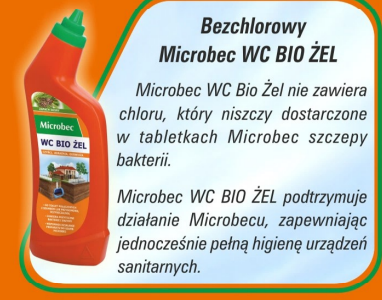 Bezchlorowy
Microbec WC BIO ŻEL
Microbec WC Bio Żel nie zawiera
chloru, który niszczy dostarczone
w tabletkach Microbec szczepy
bakterii.
Microbec WC BIO ŻEL podtrzymuje
działanie Microbecu, zapewniając
jednocześnie pełną higienę urządzeń
sanitarnych.
Microbec
WC BIO ŻEL